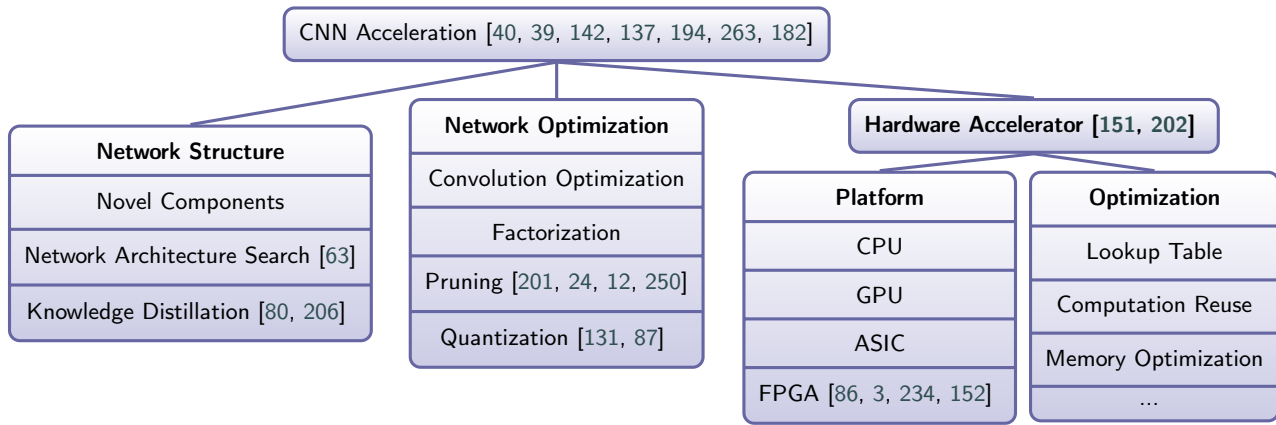 CNN Acceleration [40, 39, 142, 137, 194, 263, 182]
Network Structure
Novel Components
Network Architecture Search [63]
Knowledge Distillation [80, 206]
Network Optimization
Convolution Optimization
Factorization
Pruning [201, 24, 12, 250]
Quantization [131, 87]
Hardware Accelerator [151, 202]
Platform
CPU
GPU
ASIC
FPGA [86, 3, 234, 152]
Optimization
Lookup Table
Computation Reuse
Memory Optimization
...